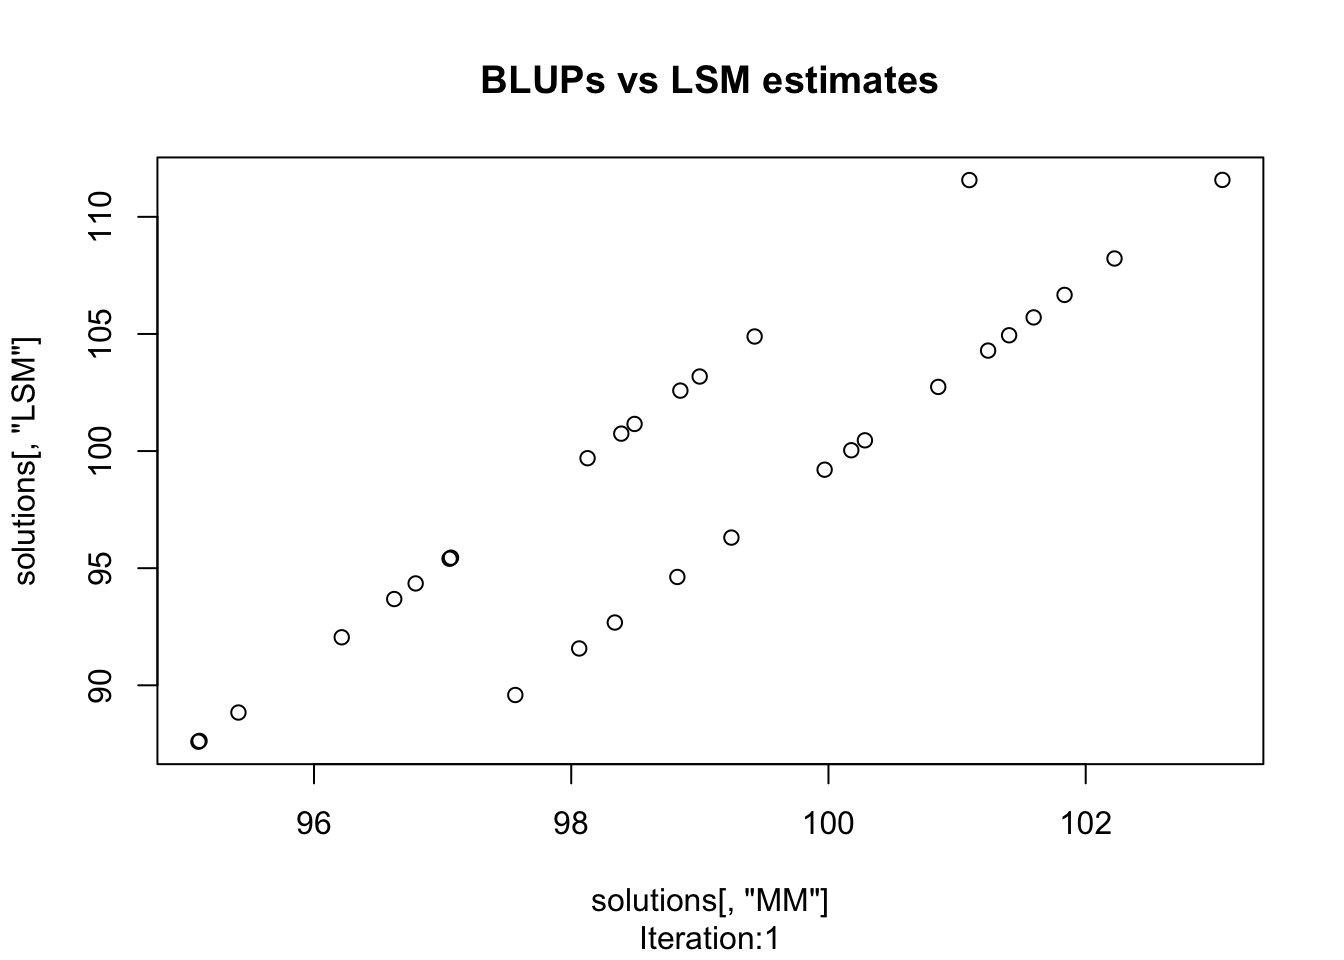 BLUPs vs LSM estimates
solutions[, "LSM"]
110
105
100
95
90
96 98 100 102
solutions[, "MM"]
Iteration:1